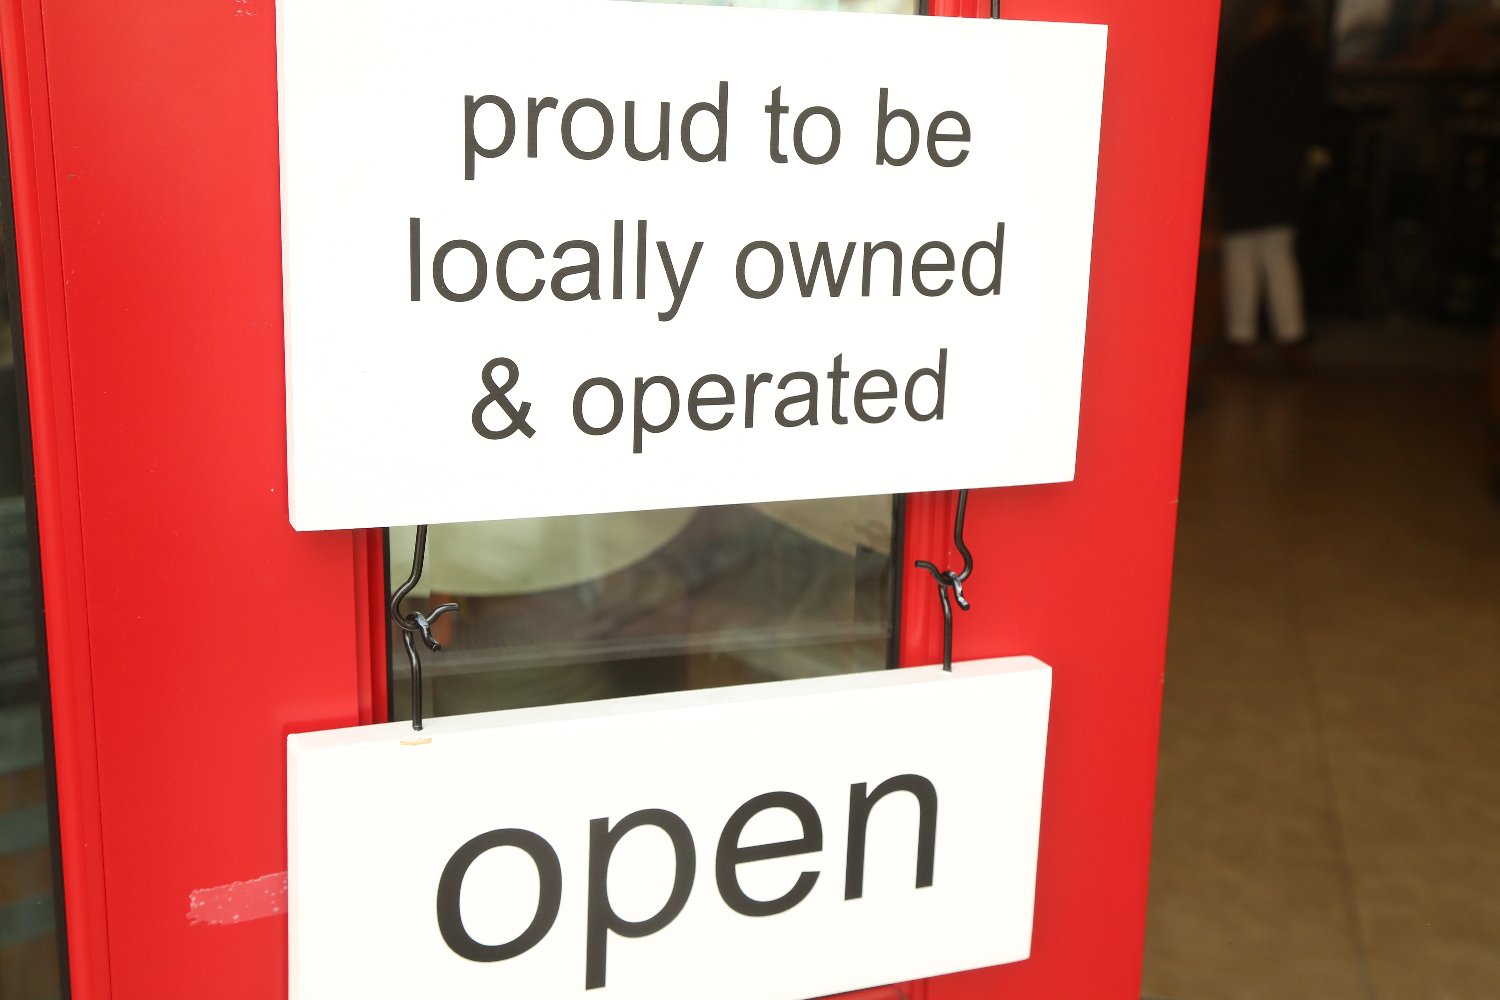 proud to be
locally owned
& operated
open